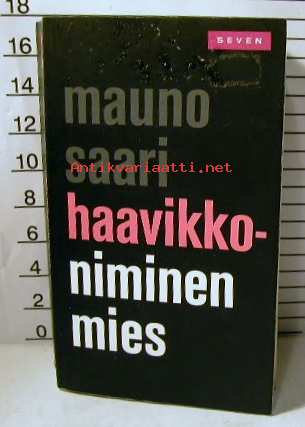 18
16
14
12
10
8
6
4
2
0
SEVEN
mauno
saari
Antikvariaatti.net
haavikko-
niminen
mies